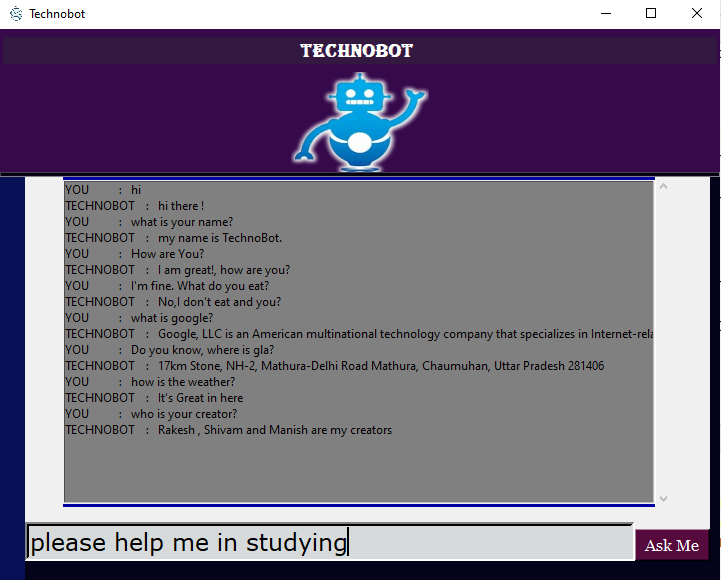 Technobot
TECHNOBOT
YOU : hi
TECHNOBOT : hi there !
YOU : what is your name?
TECHNOBOT : my name is TechnoBot.
YOU : How are You?
TECHNOBOT : I am great!, how are you?
YOU : I'm fine. What do you eat?
TECHNOBOT : No,I don't eat and you?
YOU : what is google?
TECHNOBOT : Google, LLC is an American multinational technology company that specializes in Internet-rela
YOU : Do you know, where is gla?
TECHNOBOT : 17km Stone, NH-2, Mathura-Delhi Road Mathura, Chaumuhan, Uttar Pradesh 281406
YOU : how is the weather?
TECHNOBOT : It's Great in here
YOU : who is your creator?
TECHNOBOT : Rakesh , Shivam and Manish are my creators
please help me in studying
Ask Me